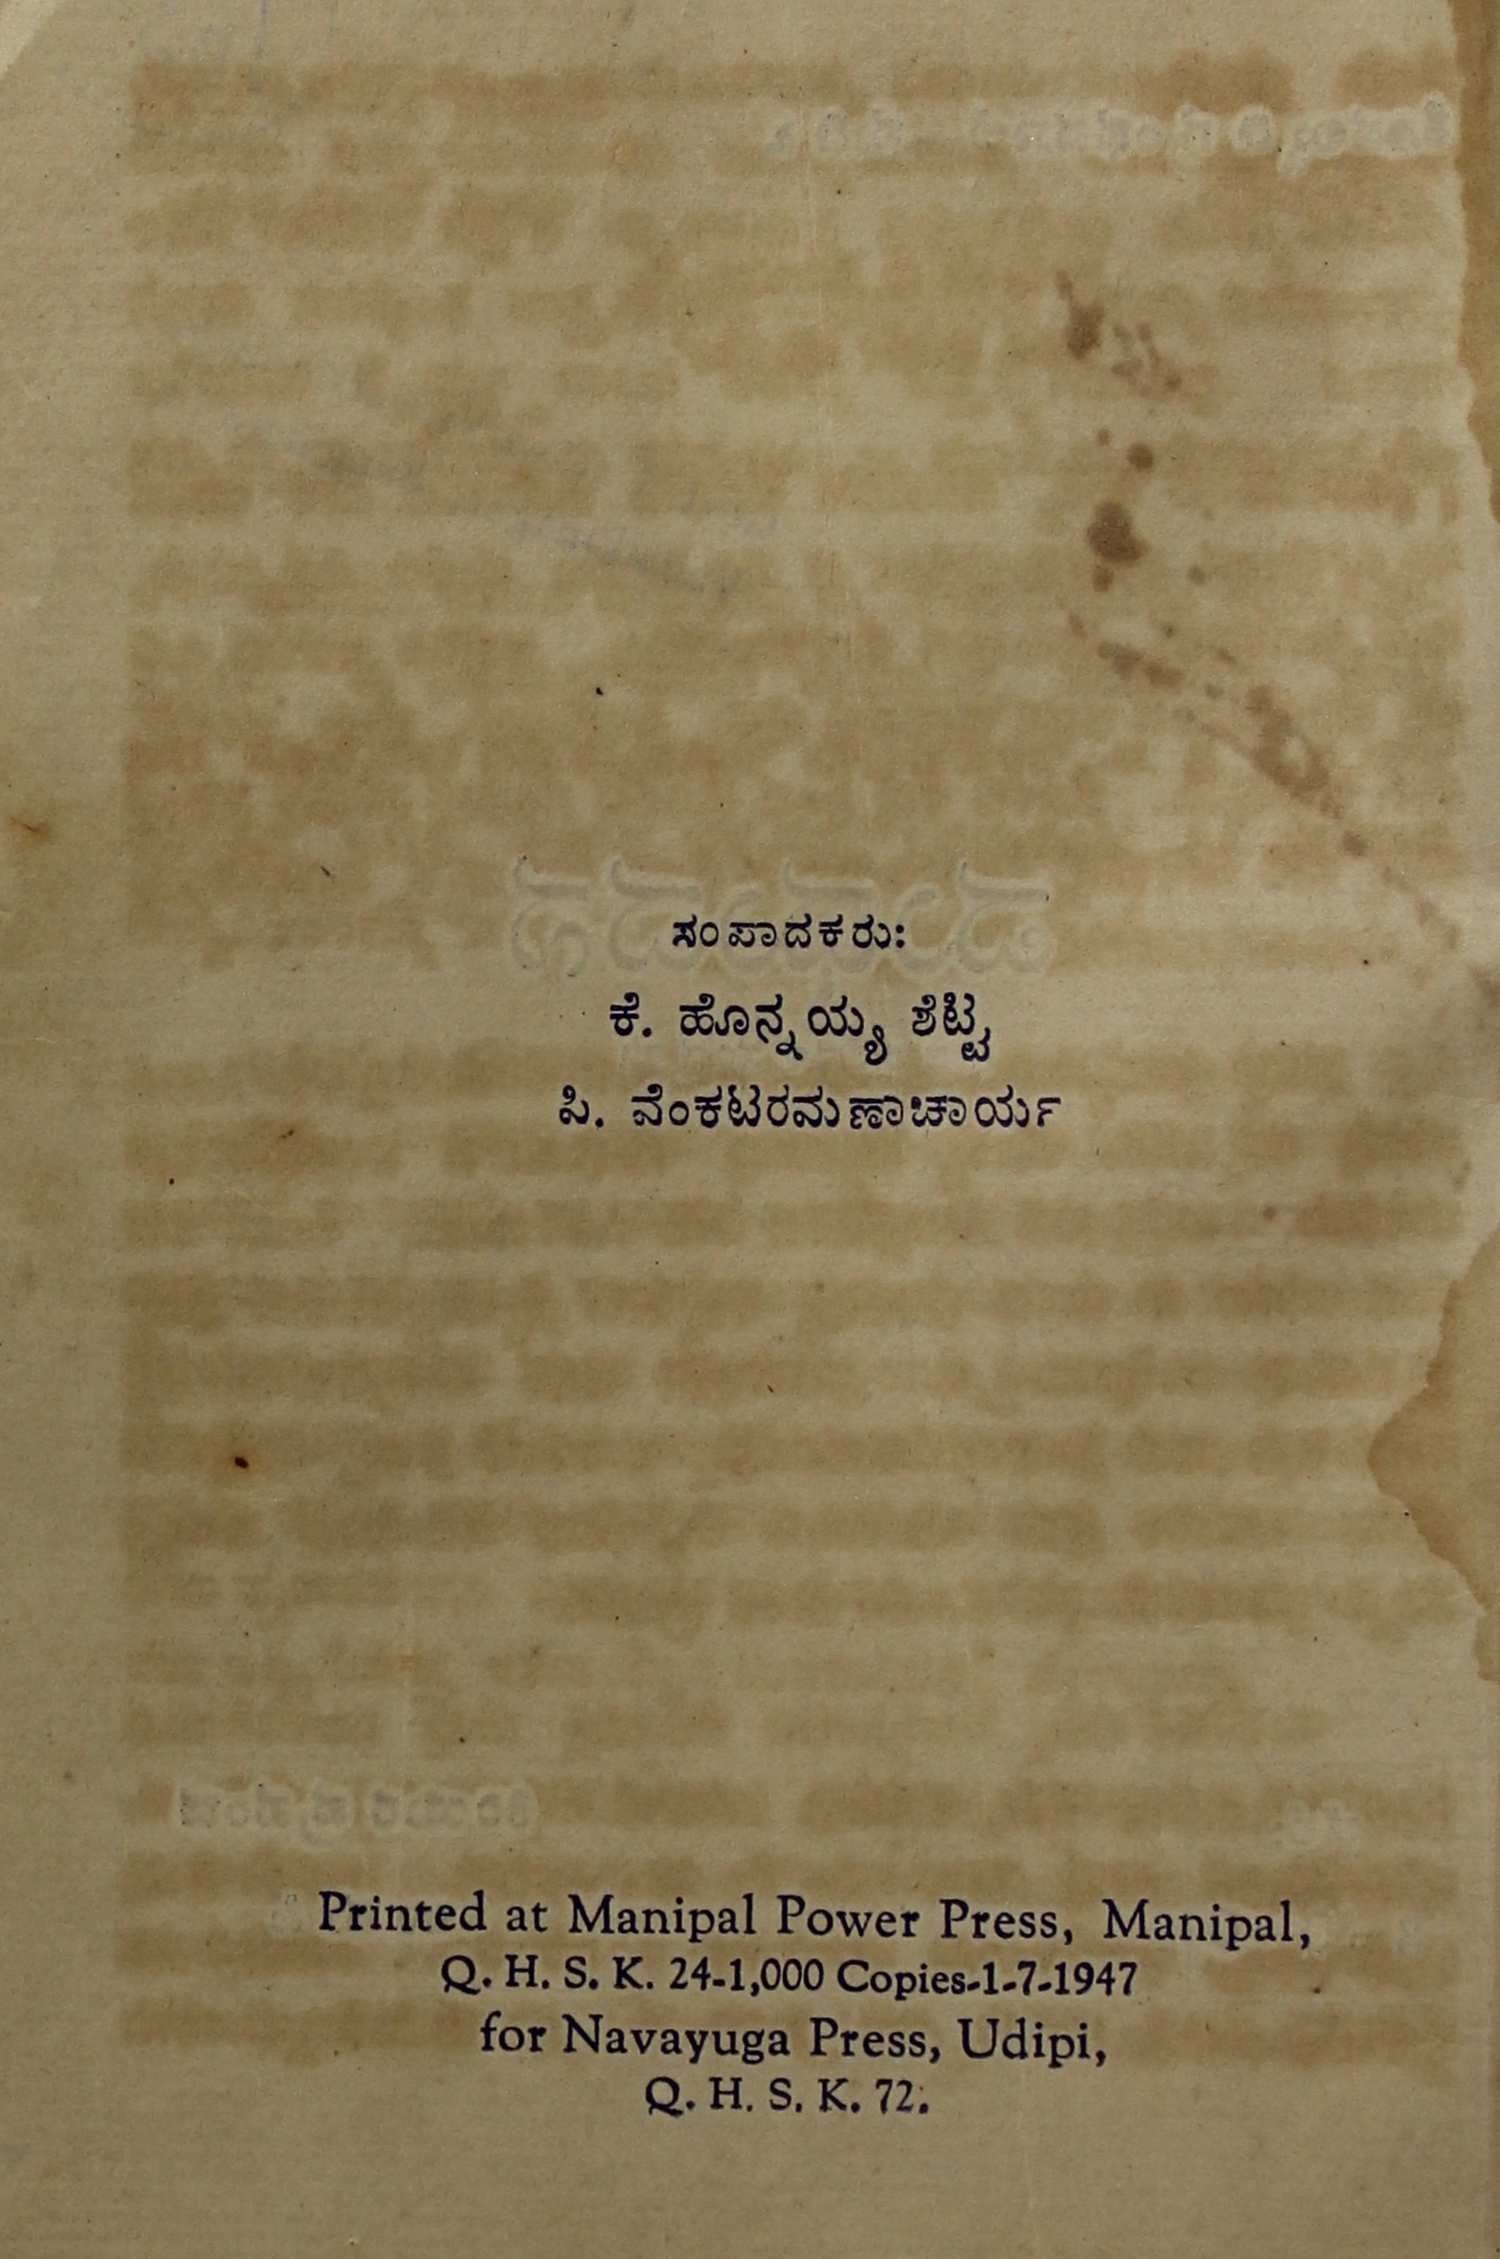 ಸಂಪಾದಕರು:
ಕೆ. ಹೊನ್ನಯ್ಯ ಶೆಟ್ಟಿ
ಪಿ. ವೆಂಕಟರಮಣಾಚಾರ್ಯ
Printed at Manipal Power Press, Manipal,
Q. H. S. K. 24-1,000 Copies-1-7-1947
for Navayuga Press, Udipi,
Q. H. S. K. 72.